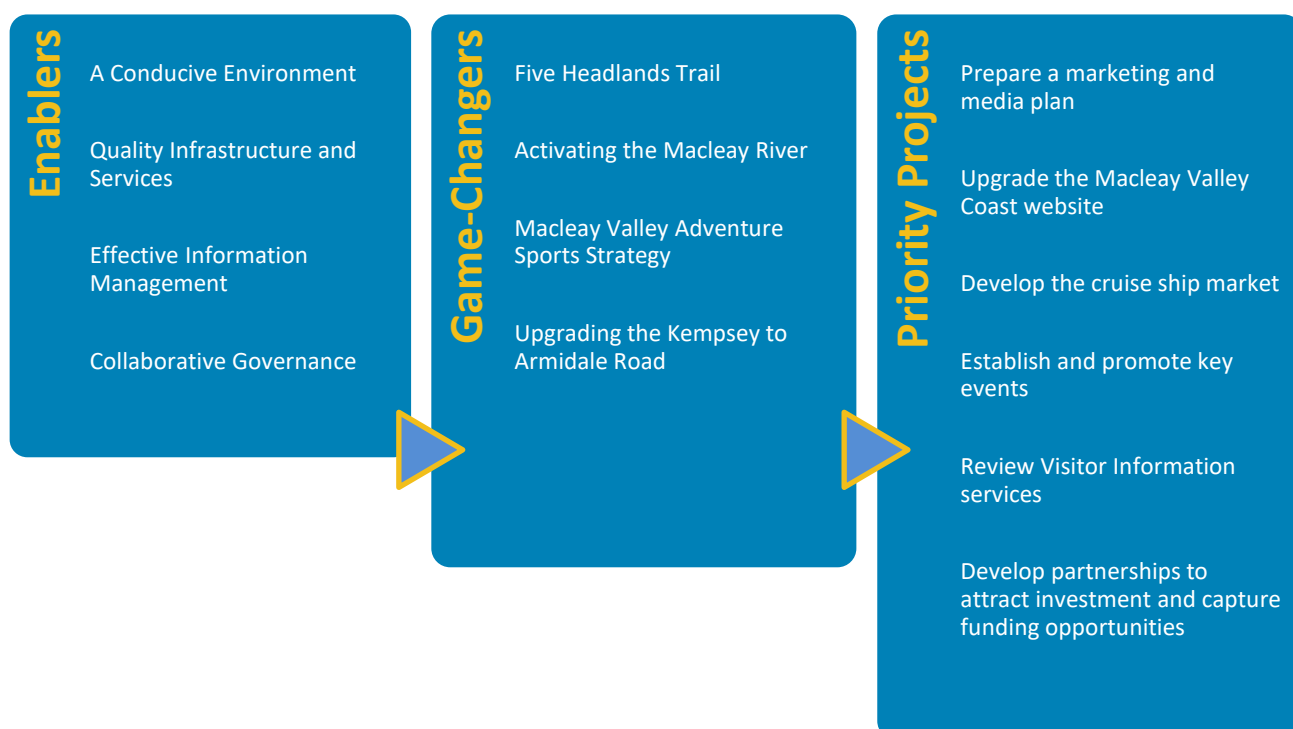 Enablers
A Conducive Environment
Quality Infrastructure and
Services
Effective Information
Management
Collaborative Governance
Game-Changers
Five Headlands Trail
Activating the Macleay River
Macleay Valley Adventure
Sports Strategy
Upgrading the Kempsey to
Armidale Road
Priority Projects
Prepare a marketing and
media plan
Upgrade the Macleay Valley
Coast website
Develop the cruise ship market
Establish and promote key
events
Review Visitor Information
services
Develop partnerships to
attract investment and capture
funding opportunities